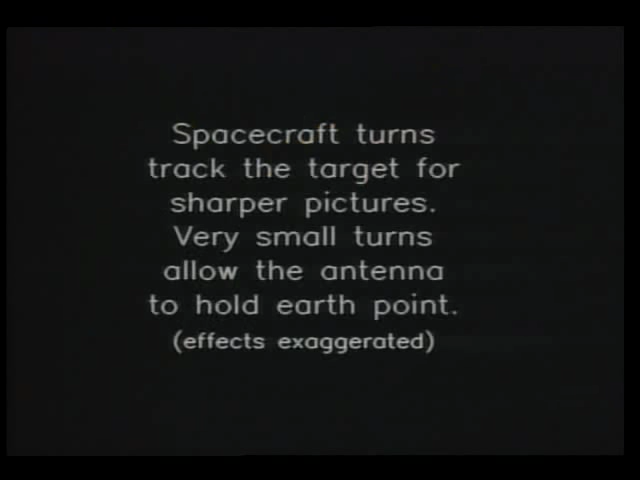 Spacecraft turns
track the target for
sharper pictures.
Very small turns
allow the antenna
to hold earth point.
(effects exaggerated)